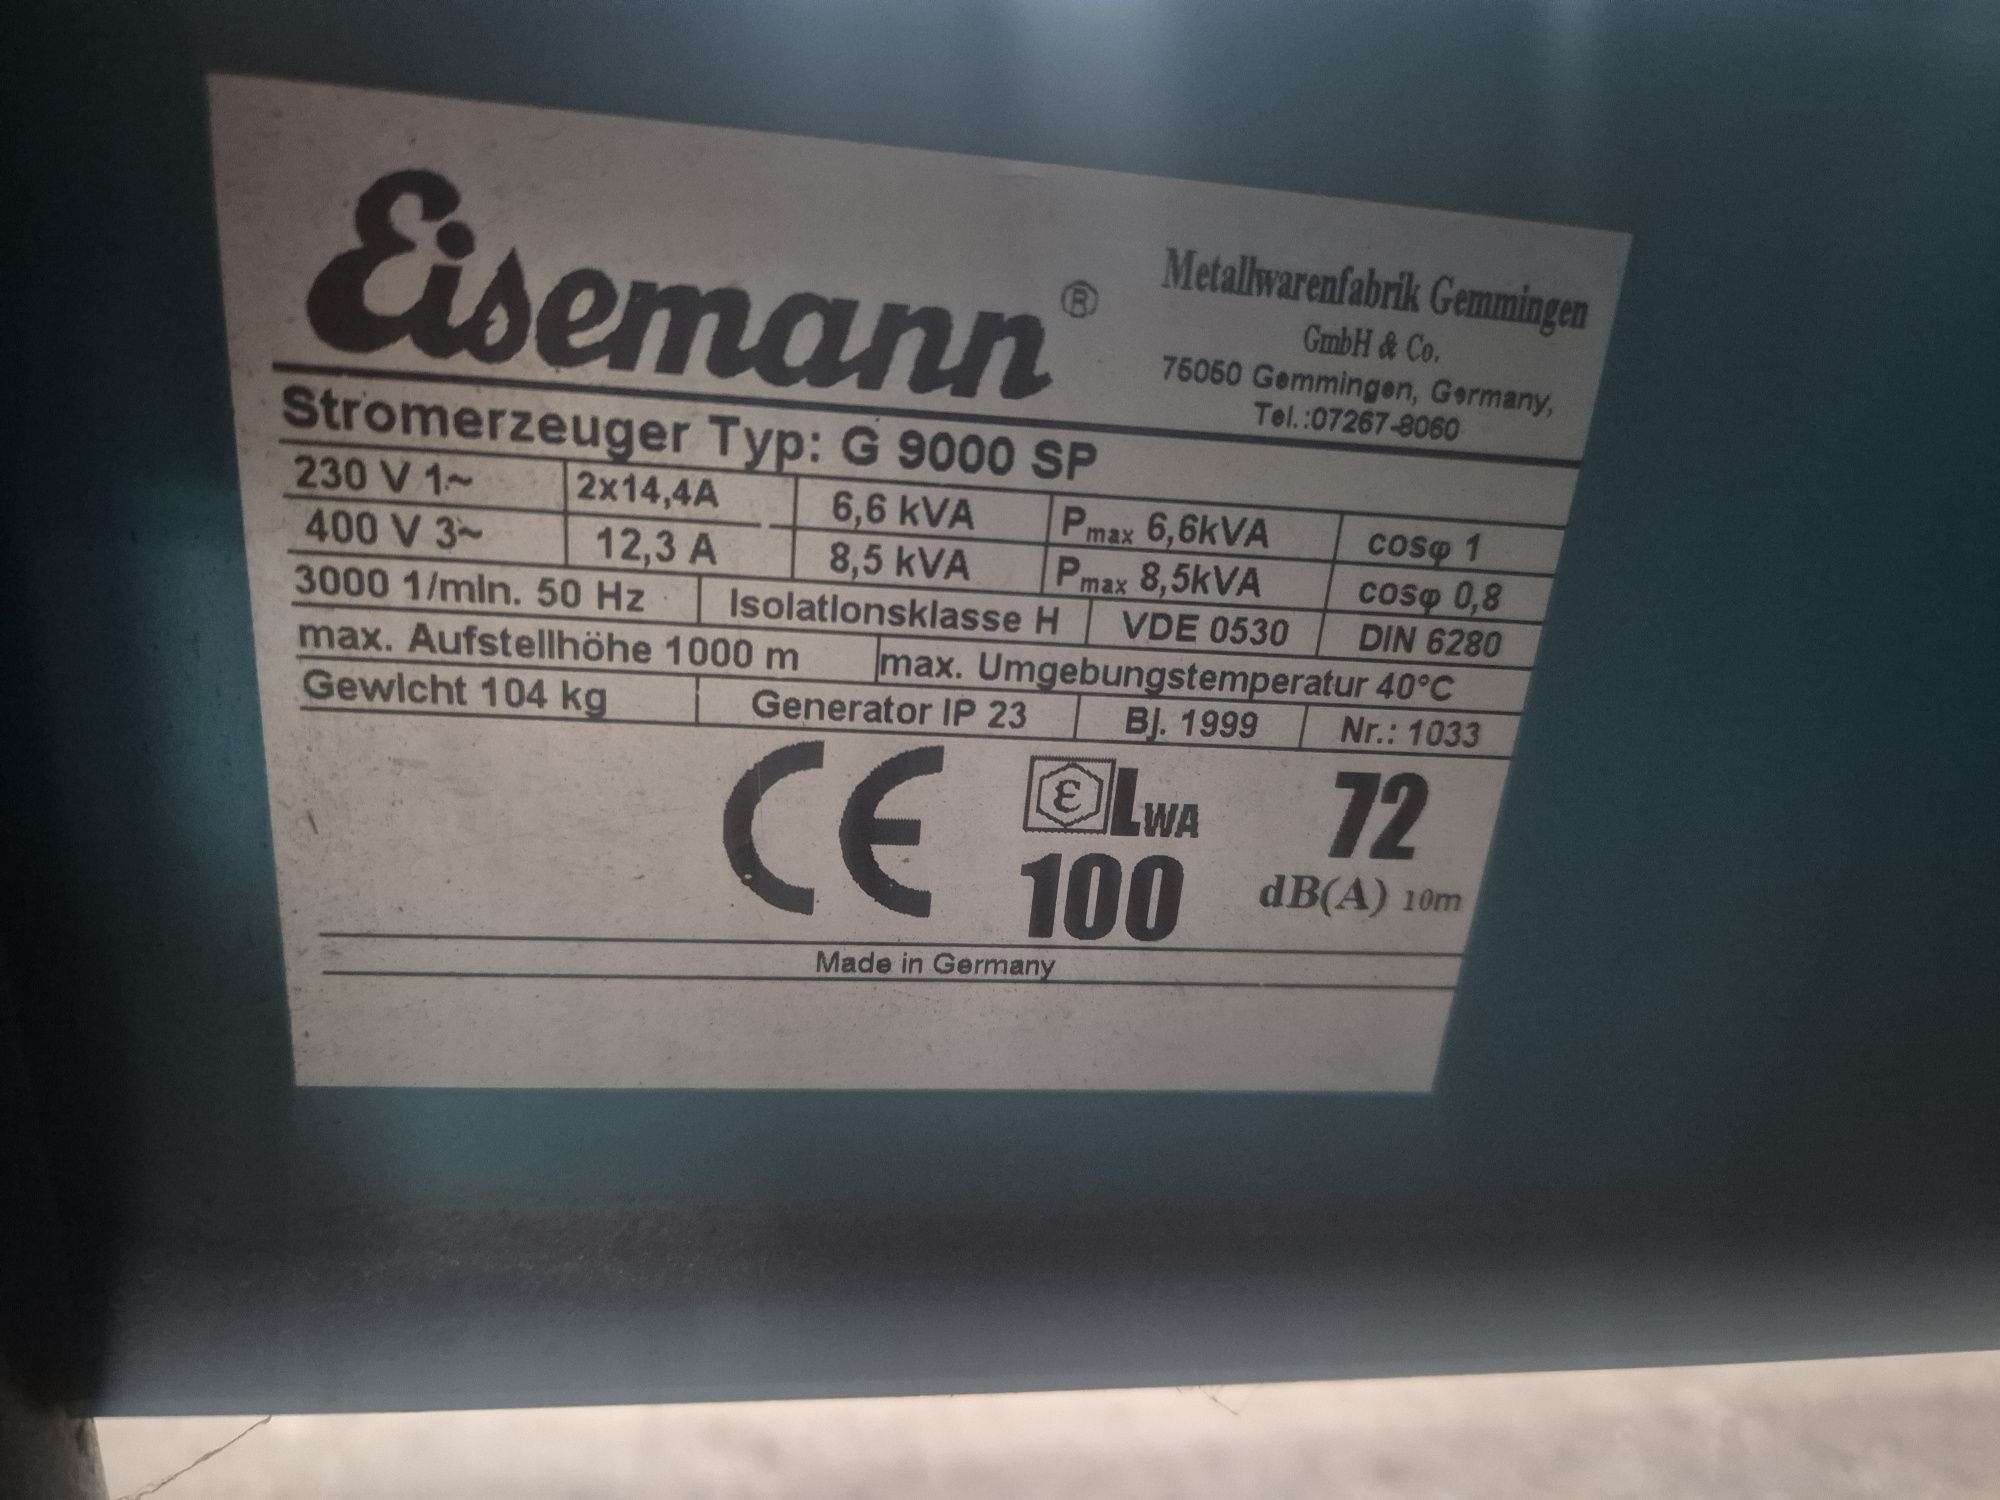 Eisemann®
Metallwarenfabrik Gemmingen
GmbH & Co.
75050 Gemmingen, Germany,
Tel.:07267-8060
Stromerzeuger Typ: G 9000 SP
230 V 1~ 2x14,4A 6,6 kVA Pmax 6,6kVA cosφ 1
400 V 3~ 12,3 A 8,5 kVA Pmax 8,5kVA cosφ 0,8
3000 1/min. 50 Hz Isolationsklasse H VDE 0530 DIN 6280
max. Aufstellhöhe 1000 m max. Umgebungstemperatur 40°C
Gewicht 104 kg Generator IP 23 Bj. 1999 Nr.: 1033
CE ε LWA 72
100 dB(A) 10m
Made in Germany